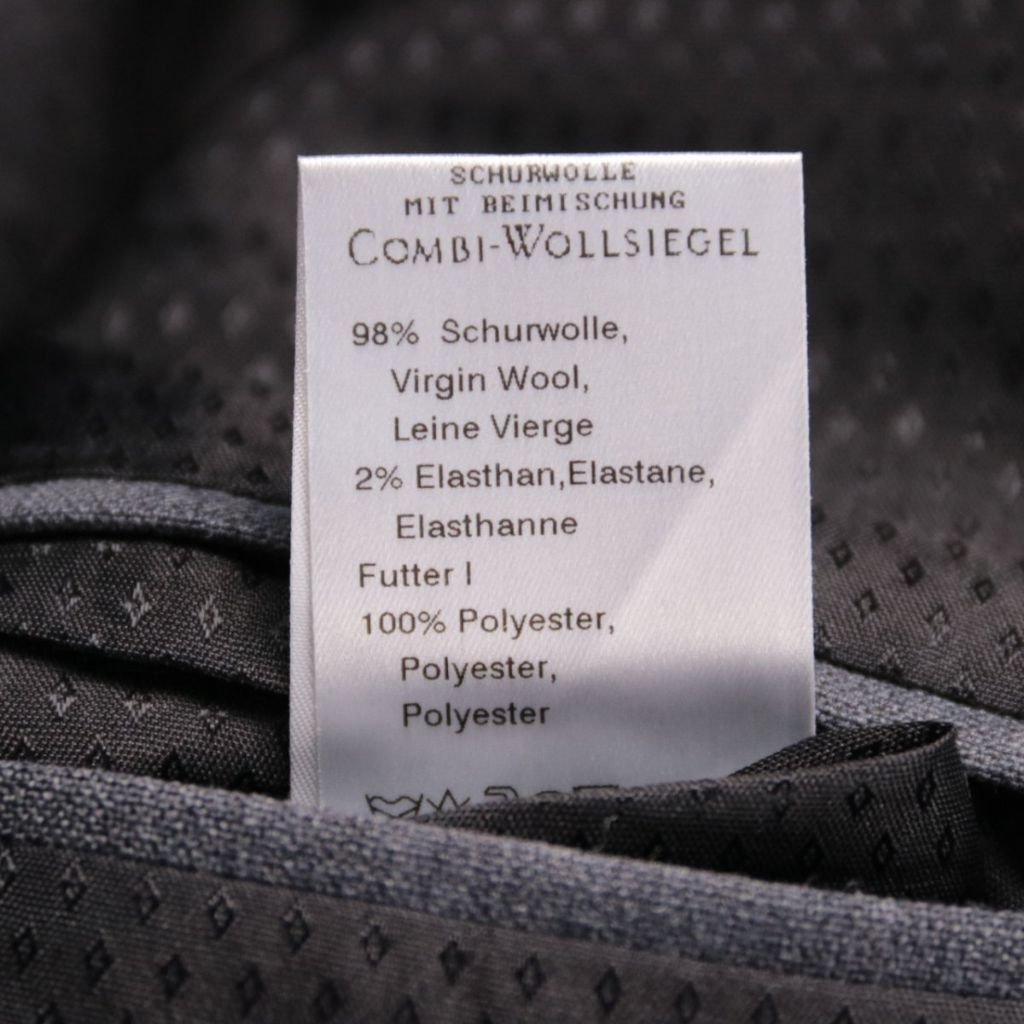 SCHURWOLLE
MIT BEIMISCHUNG
COMBI-WOLLSIEGEL
98% Schurwolle,
Virgin Wool,
Leine Vierge
2% Elasthan,Elastane,
Elasthanne
Futter I
100% Polyester,
Polyester,
Polyester